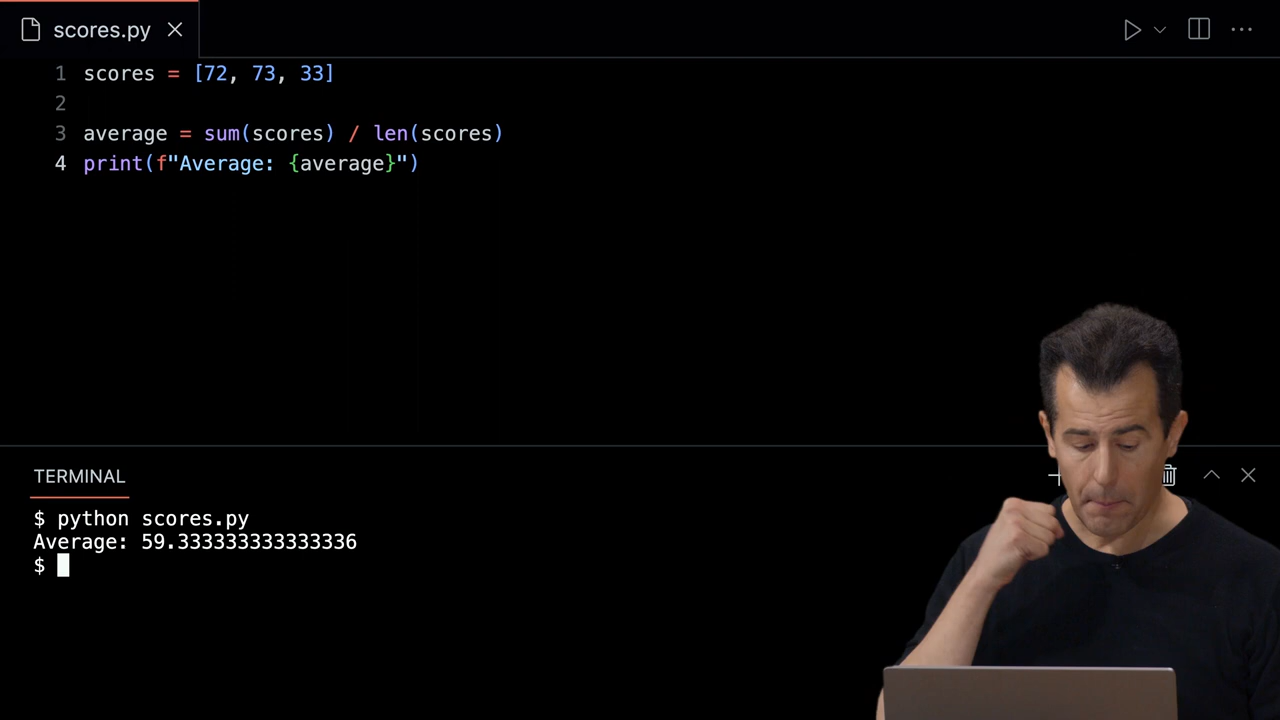 scores.py
1 scores = [72, 73, 33]
2
3 average = sum(scores) / len(scores)
4 print(f"Average: {average}")
TERMINAL
$ python scores.py
Average: 59.333333333333336
$